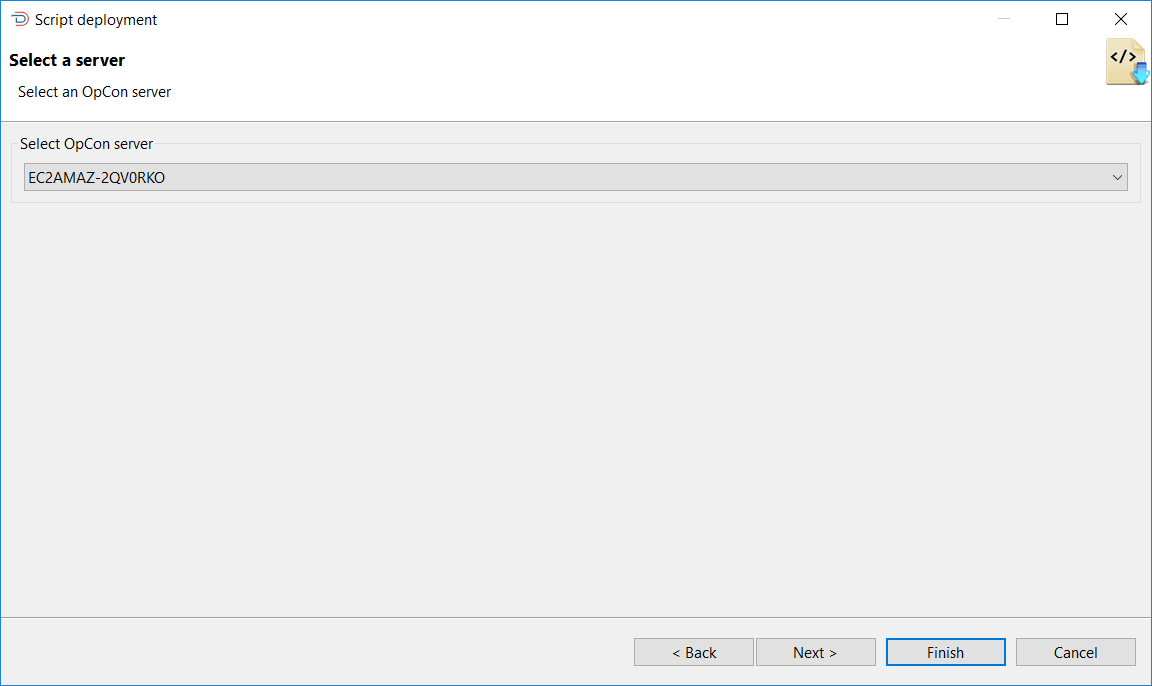 Script deployment
Select a server
Select an OpCon server
</>
Select OpCon server
EC2AMAZ-2QV0RKO
< Back
Next >
Finish
Cancel